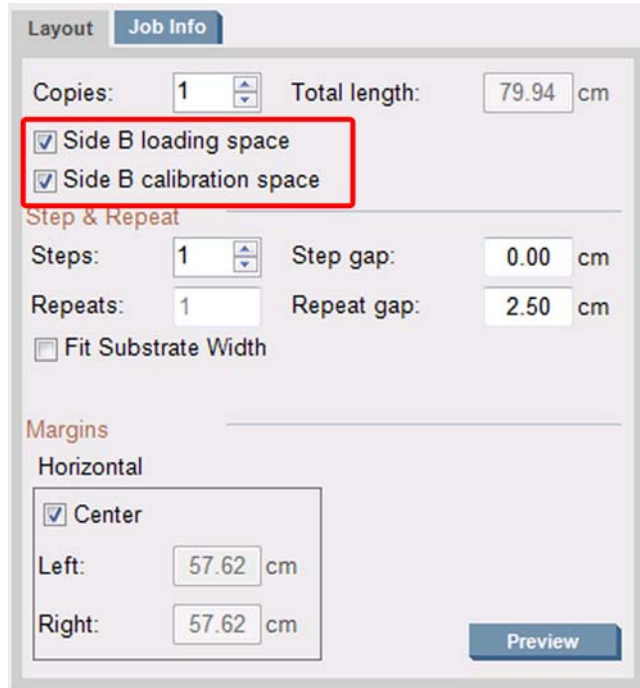 Layout Job Info
Copies: 1 Total length: 79.94 cm
Side B loading space
Side B calibration space
Step & Repeat
Steps: 1 Step gap: 0.00 cm
Repeats: 1 Repeat gap: 2.50 cm
Fit Substrate Width
Margins
Horizontal
Center
Left: 57.62 cm
Right: 57.62 cm
Preview